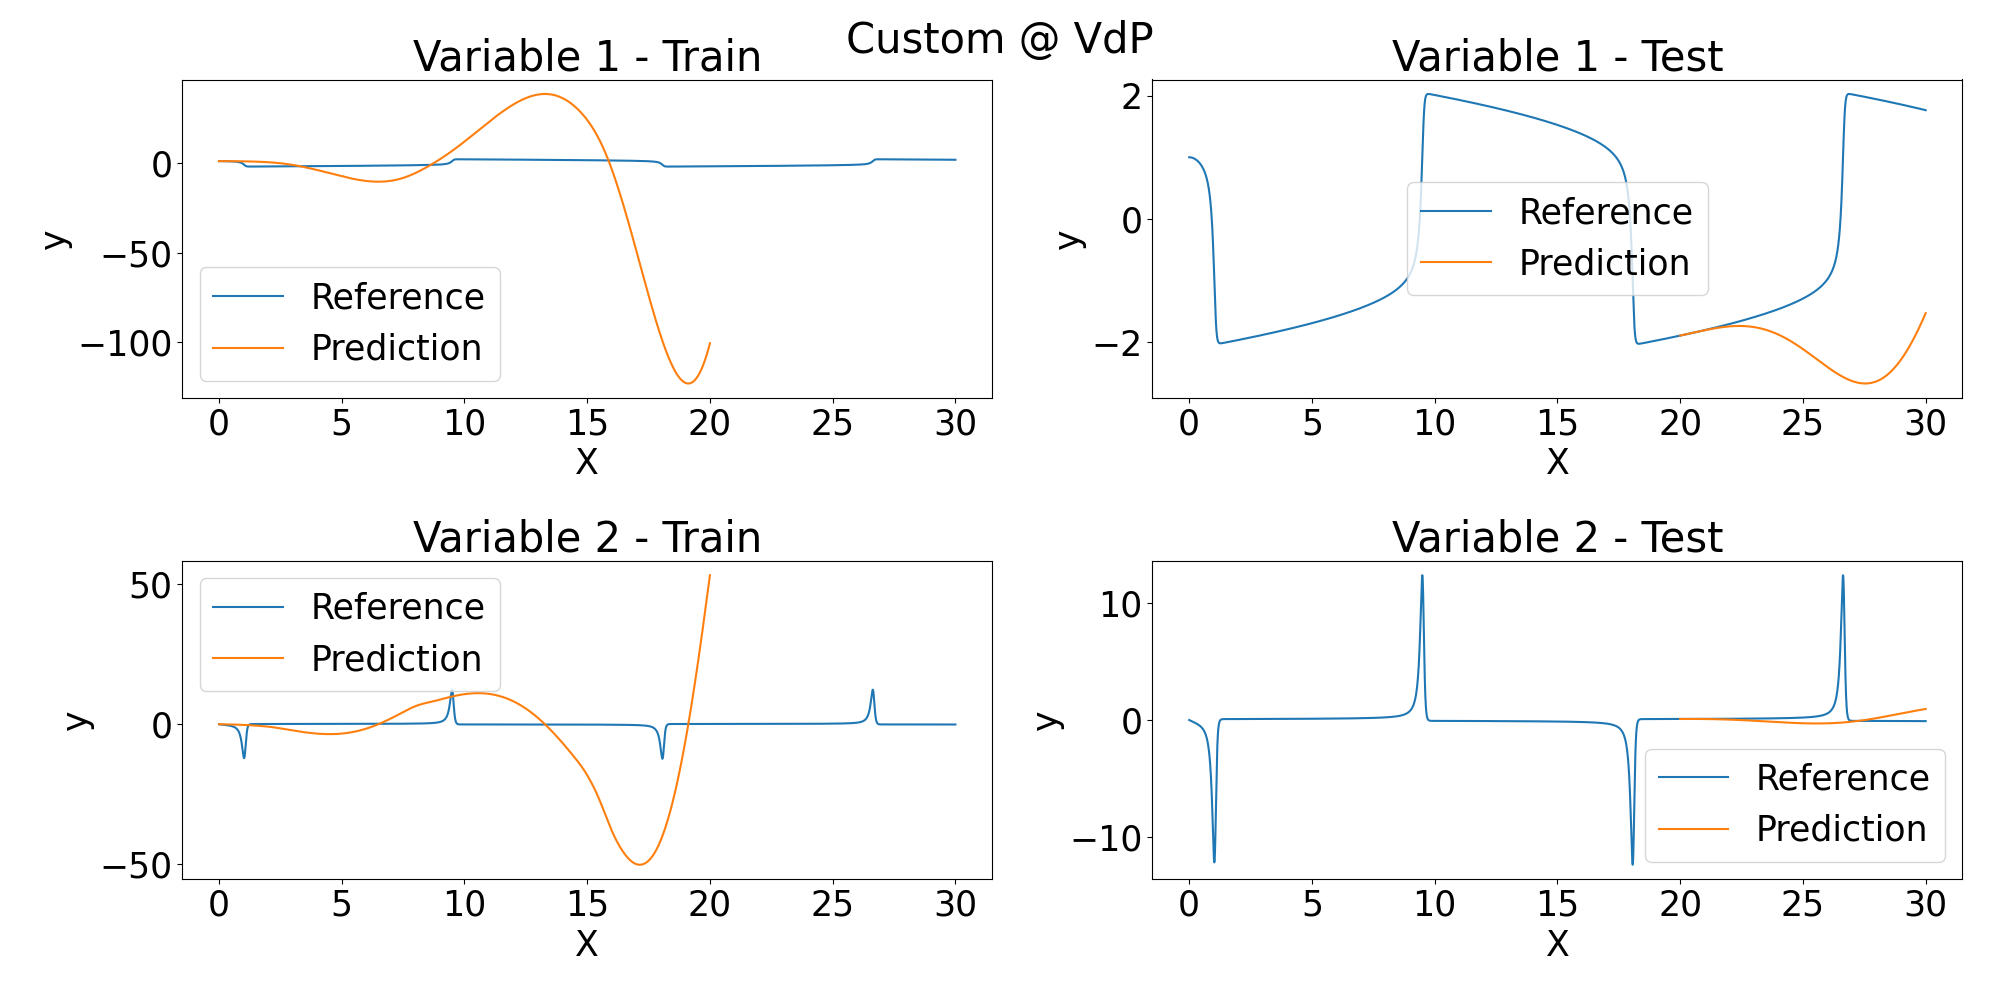 Custom @ VdP
Variable 1 - Train
y
0
−50
−100
Reference
Prediction
0 5 10 15 20 25 30
X
Variable 1 - Test
y
2
0
−2
Reference
Prediction
0 5 10 15 20 25 30
X
Variable 2 - Train
y
50
0
−50
Reference
Prediction
0 5 10 15 20 25 30
X
Variable 2 - Test
y
10
0
−10
Reference
Prediction
0 5 10 15 20 25 30
X